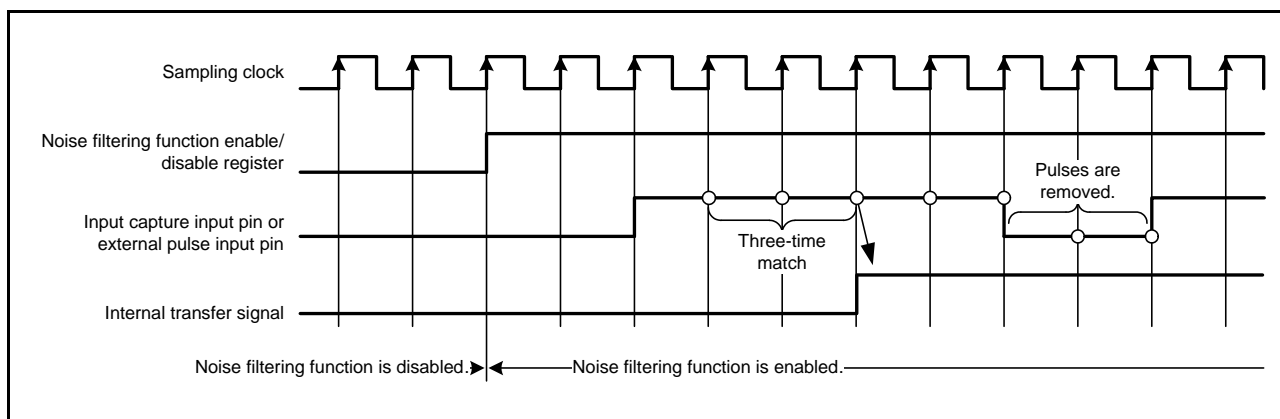 Sampling clock
Noise filtering function enable/
disable register
Pulses are
removed.
Input capture input pin or
external pulse input pin
Three-time
match
Internal transfer signal
Noise filtering function is disabled.
Noise filtering function is enabled.